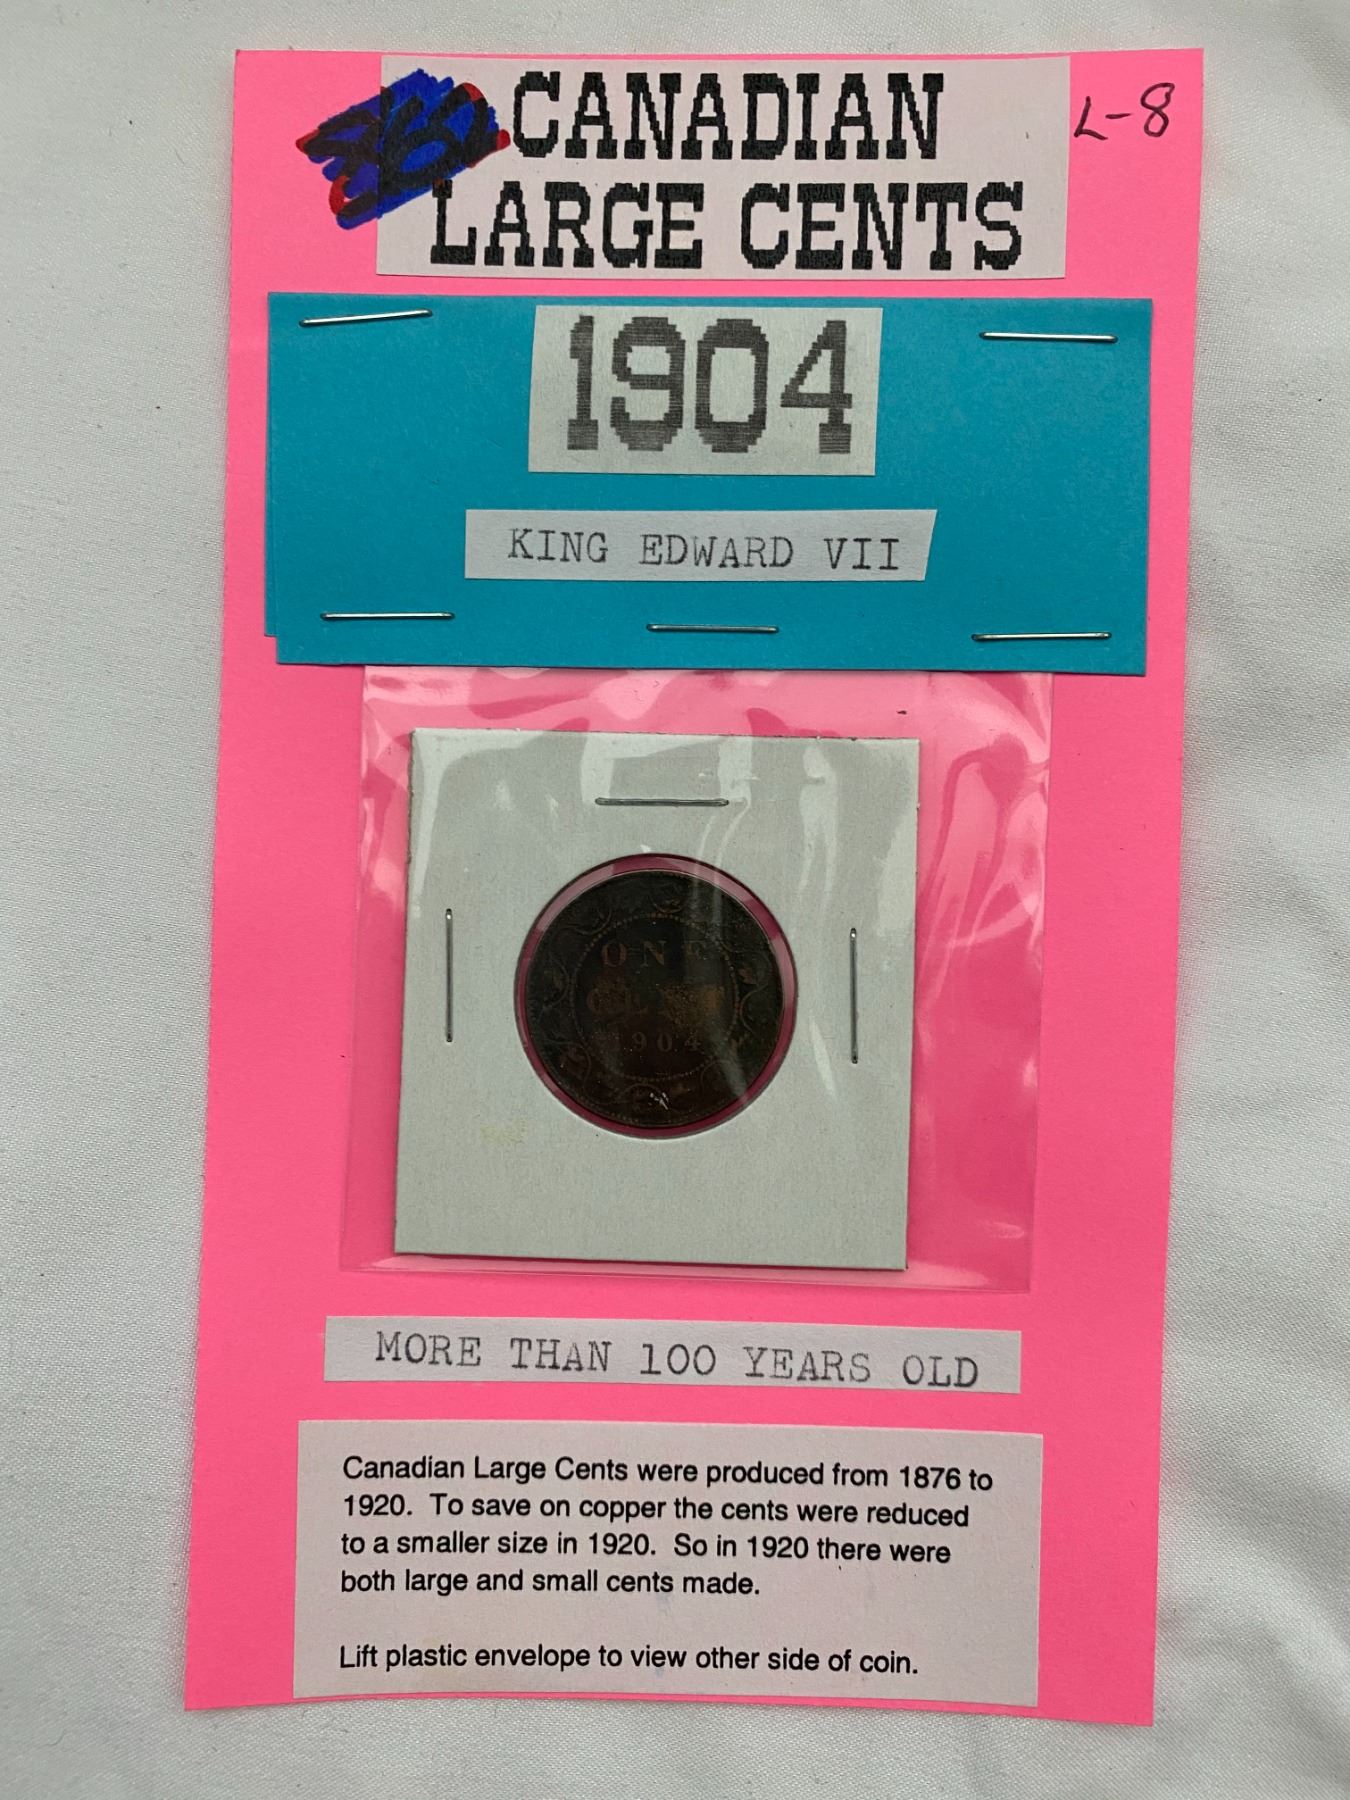 CANADIAN
LARGE CENTS
L-8
1904
KING EDWARD VII
ONE
1904
MORE THAN 100 YEARS OLD
Canadian Large Cents were produced from 1876 to
1920. To save on copper the cents were reduced
to a smaller size in 1920. So in 1920 there were
both large and small cents made.
Lift plastic envelope to view other side of coin.